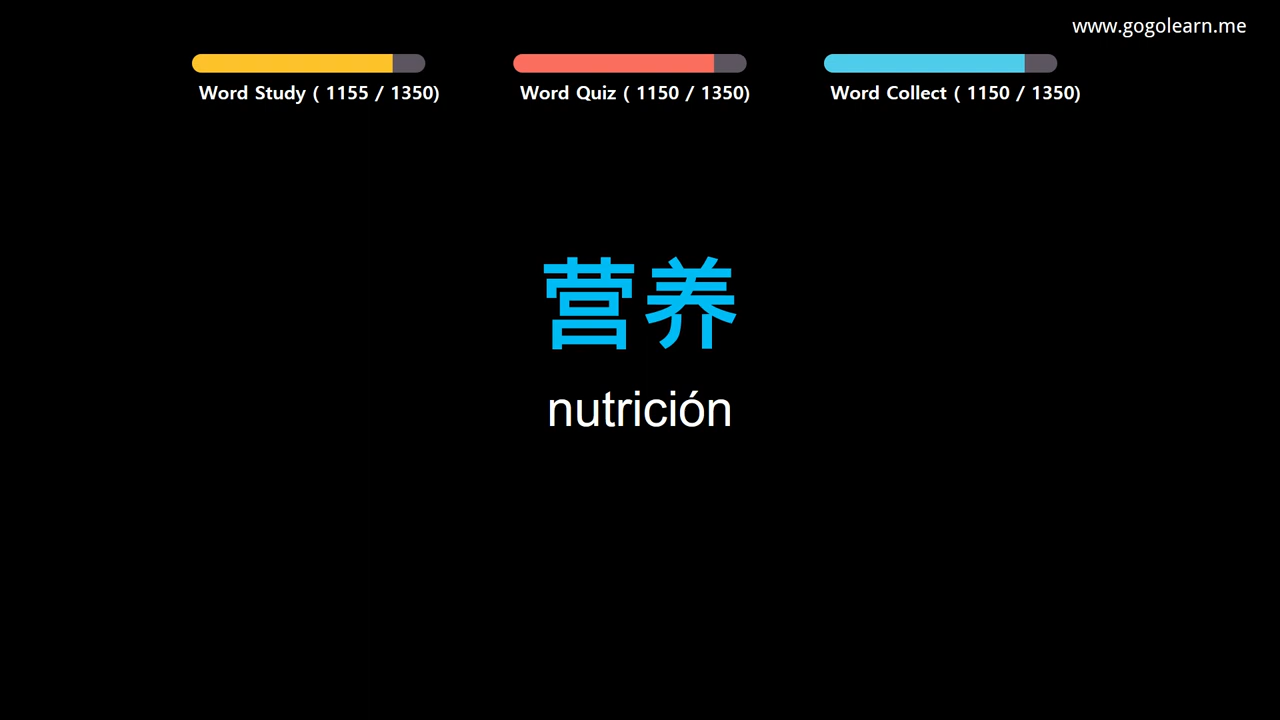 www.gogolearn.me
Word Study ( 1155 / 1350)
Word Quiz ( 1150 / 1350)
Word Collect ( 1150 / 1350)
营养
nutrición